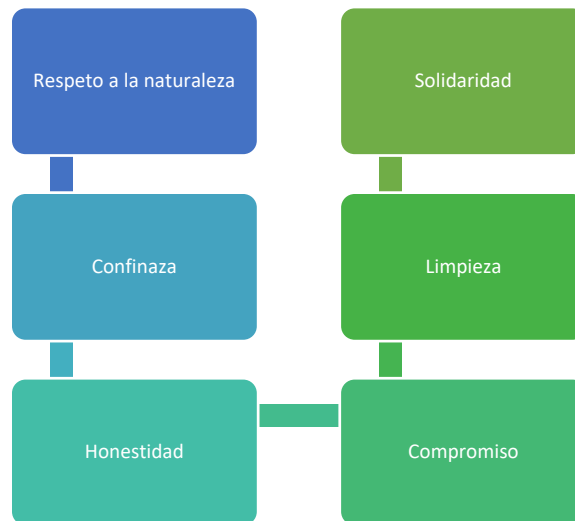 Respeto a la naturaleza
Confinaza
Honestidad
Compromiso
Limpieza
Solidaridad